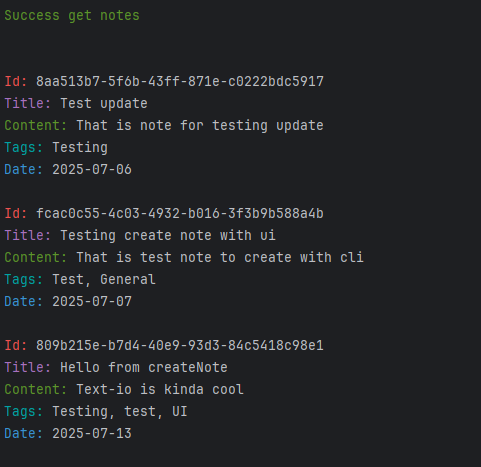 Success get notes
Id: 8aa513b7-5f6b-43ff-871e-c0222bdc5917
Title: Test update
Content: That is note for testing update
Tags: Testing
Date: 2025-07-06
Id: fcac0c55-4c03-4932-b016-3f3b9b588a4b
Title: Testing create note with ui
Content: That is test note to create with cli
Tags: Test, General
Date: 2025-07-07
Id: 809b215e-b7d4-40e9-93d3-84c5418c98e1
Title: Hello from createNote
Content: Text-io is kinda cool
Tags: Testing, test, UI
Date: 2025-07-13